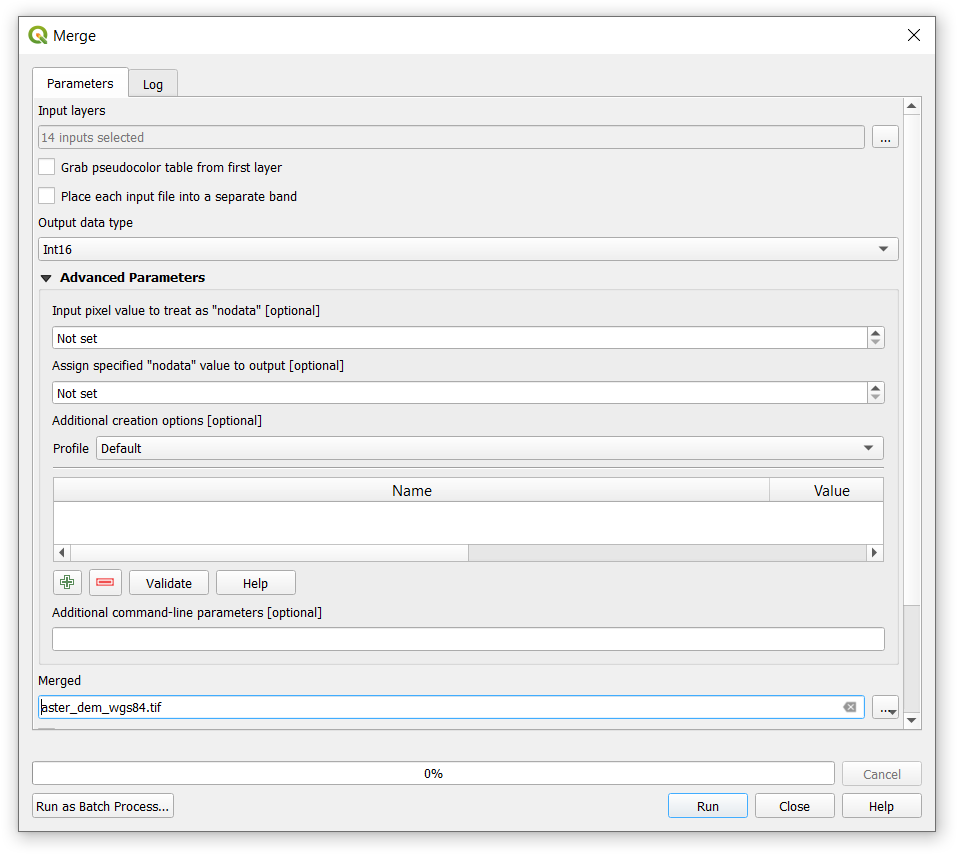 Merge
Parameters
Log
Input layers
14 inputs selected
...
Grab pseudocolor table from first layer
Place each input file into a separate band
Output data type
Int16
Advanced Parameters
Input pixel value to treat as "nodata" [optional]
Not set
Assign specified "nodata" value to output [optional]
Not set
Additional creation options [optional]
Profile Default
Name Value
Validate Help
Additional command-line parameters [optional]
Merged
aster_dem_wgs84.tif
...
0%
Cancel
Run as Batch Process...
Run
Close
Help